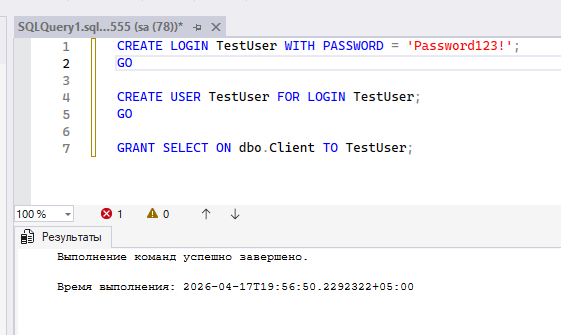 SQLQuery1.sql...555 (sa (78))*
1 CREATE LOGIN TestUser WITH PASSWORD = 'Password123!';
2 GO
3
4 CREATE USER TestUser FOR LOGIN TestUser;
5 GO
6
7 GRANT SELECT ON dbo.Client TO TestUser;
100 % 1 0
Результаты
Выполнение команд успешно завершено.
Время выполнения: 2026-04-17T19:56:50.2292322+05:00